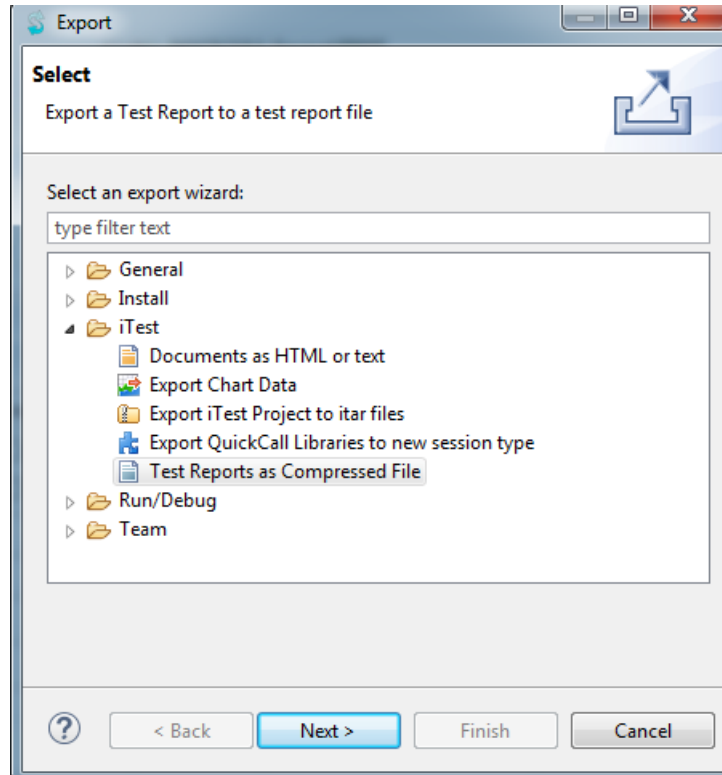 Export
Select
Export a Test Report to a test report file
Select an export wizard:
type filter text
General
Install
iTest
Documents as HTML or text
Export Chart Data
Export iTest Project to itar files
Export QuickCall Libraries to new session type
Test Reports as Compressed File
Run/Debug
Team
? < Back Next > Finish Cancel